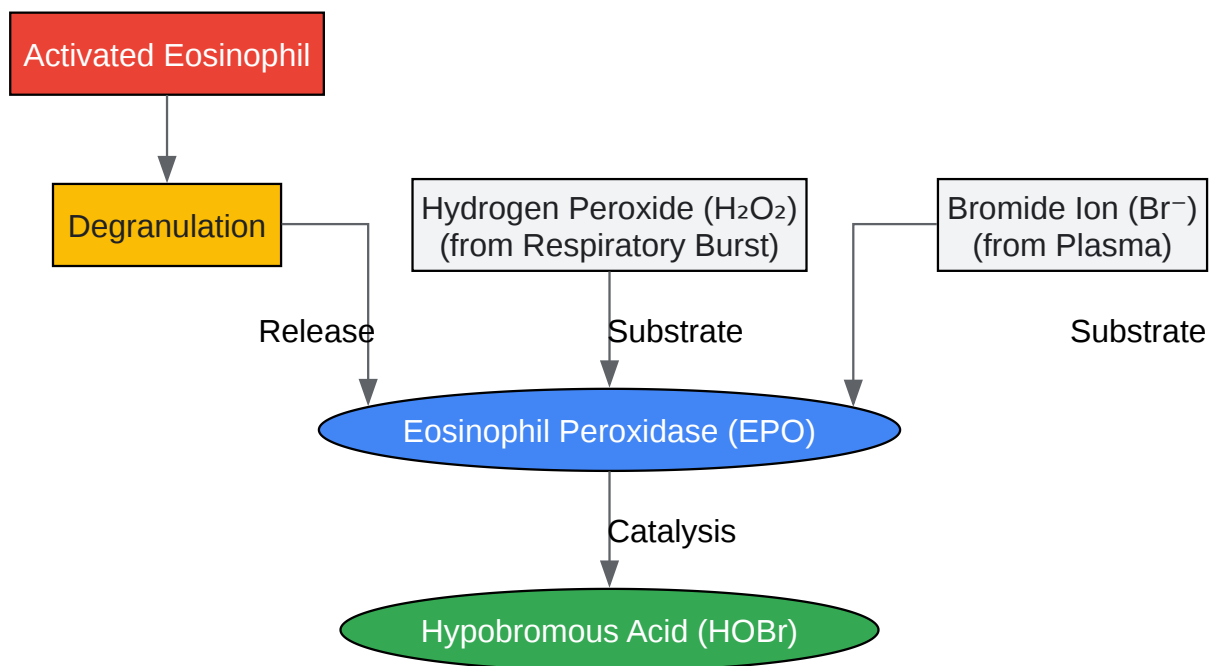 Activated Eosinophil
Degranulation
Hydrogen Peroxide (H₂O₂)
(from Respiratory Burst)
Bromide Ion (Br⁻)
(from Plasma)
Release
Substrate
Substrate
Eosinophil Peroxidase (EPO)
Catalysis
Hypobromous Acid (HOBr)